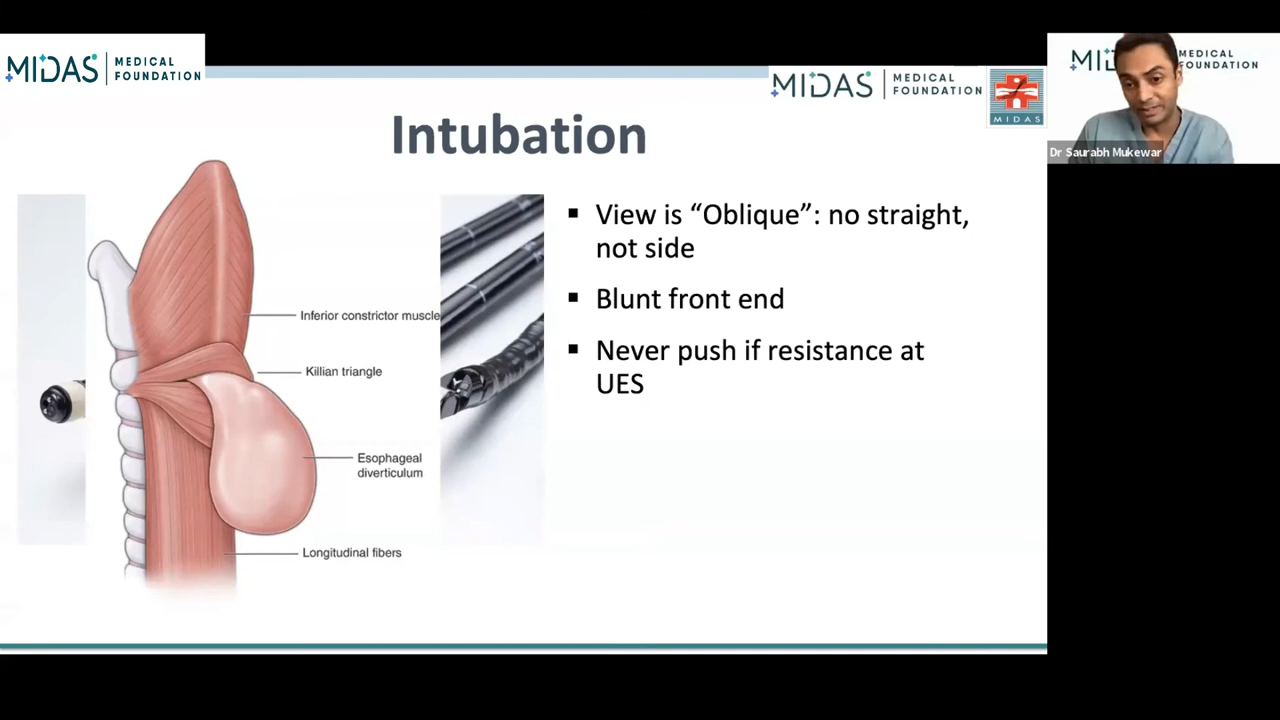 MIDAS MEDICAL FOUNDATION
MIDAS MEDICAL FOUNDATION
MIDAS
MEDICAL FOUNDATION
Dr Saurabh Mukewar
Intubation
View is “Oblique”: no straight,
not side
Blunt front end
Never push if resistance at
UES
Inferior constrictor muscle
Killian triangle
Esophageal
diverticulum
Longitudinal fibers